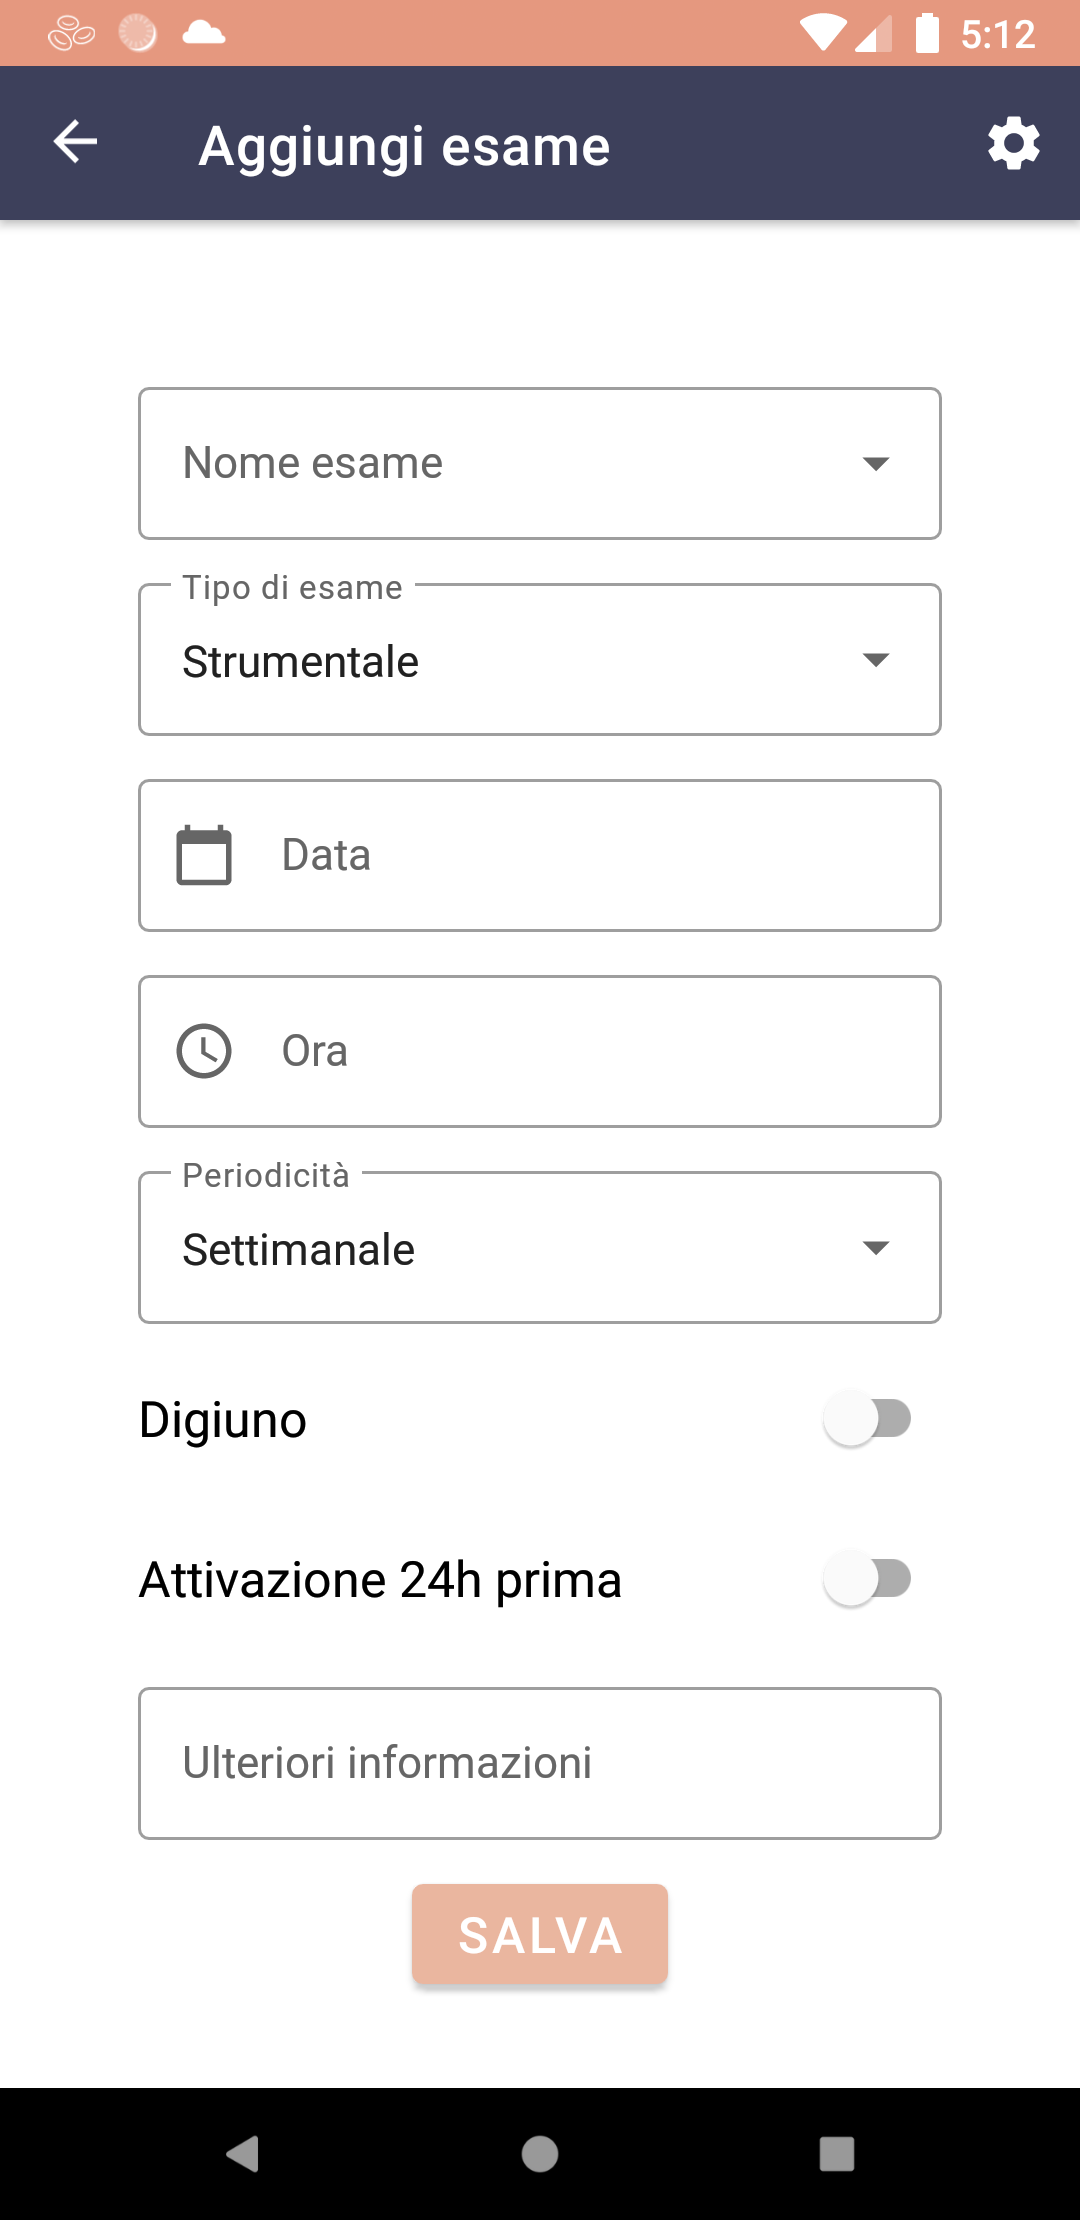 5:12
Aggiungi esame
Nome esame
Tipo di esame
Strumentale
Data
Ora
Periodicità
Settimanale
Digiuno
Attivazione 24h prima
Ulteriori informazioni
SALVA